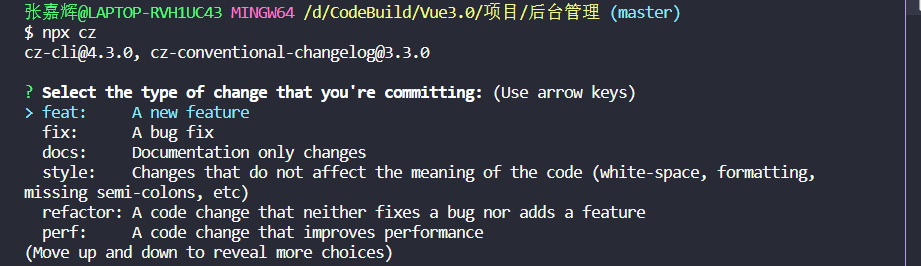 张嘉辉@LAPTOP-RVH1UC43 MINGW64 /d/CodeBuild/Vue3.0/项目/后台管理 (master)
$ npx cz
cz-cli@4.3.0, cz-conventional-changelog@3.3.0
? Select the type of change that you're committing: (Use arrow keys)
> feat:     A new feature
  fix:      A bug fix
  docs:     Documentation only changes
  style:    Changes that do not affect the meaning of the code (white-space, formatting,
missing semi-colons, etc)
  refactor: A code change that neither fixes a bug nor adds a feature
  perf:     A code change that improves performance
(Move up and down to reveal more choices)